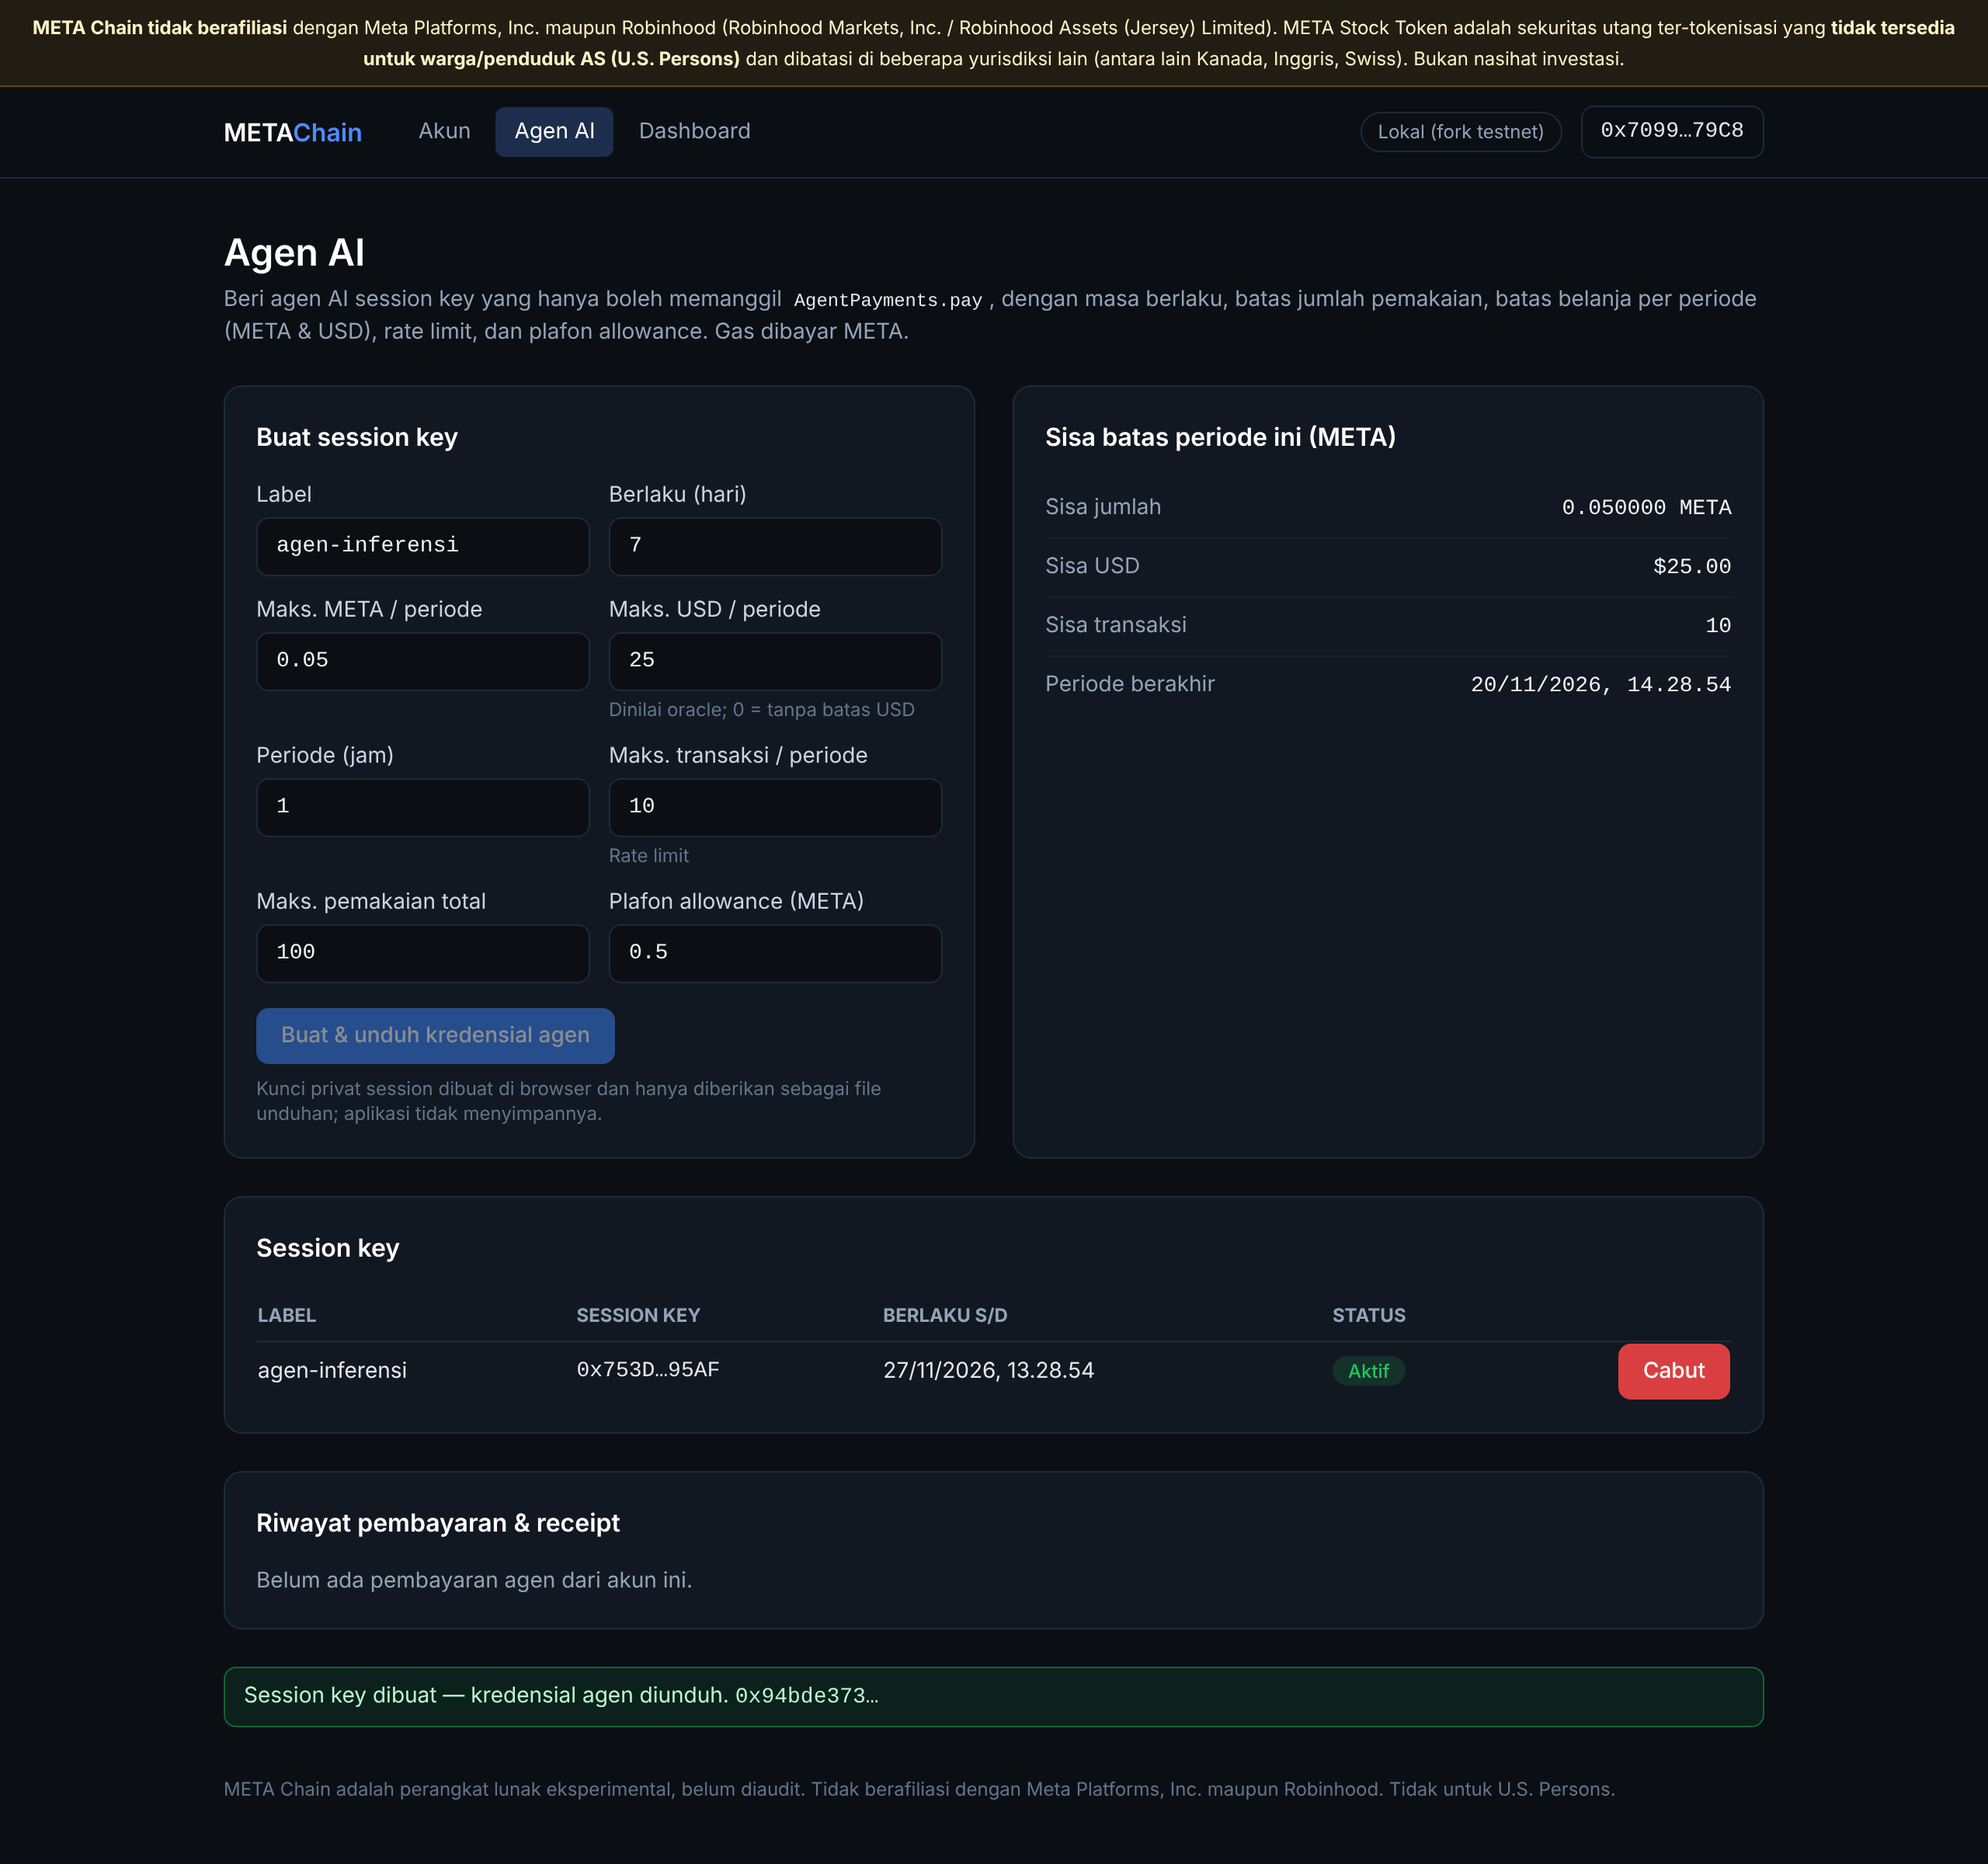 META Chain tidak berafiliasi dengan Meta Platforms, Inc. maupun Robinhood (Robinhood Markets, Inc. / Robinhood Assets (Jersey) Limited). META Stock Token adalah sekuritas utang ter-tokenisasi yang tidak tersedia
untuk warga/penduduk AS (U.S. Persons) dan dibatasi di beberapa yurisdiksi lain (antara lain Kanada, Inggris, Swiss). Bukan nasihat investasi.
METAChain
Akun
Agen AI
Dashboard
Lokal (fork testnet)
0x7099…79C8
Agen AI
Beri agen AI session key yang hanya boleh memanggil AgentPayments.pay , dengan masa berlaku, batas jumlah pemakaian, batas belanja per periode
(META & USD), rate limit, dan plafon allowance. Gas dibayar META.
Buat session key
Label
Berlaku (hari)
agen-inferensi
7
Maks. META / periode
Maks. USD / periode
0.05
25
Dinilai oracle; 0 = tanpa batas USD
Periode (jam)
Maks. transaksi / periode
1
10
Rate limit
Maks. pemakaian total
Plafon allowance (META)
100
0.5
Buat & unduh kredensial agen
Kunci privat session dibuat di browser dan hanya diberikan sebagai file
unduhan; aplikasi tidak menyimpannya.
Sisa batas periode ini (META)
Sisa jumlah 0.050000 META
Sisa USD $25.00
Sisa transaksi 10
Periode berakhir 20/11/2026, 14.28.54
Session key
LABEL SESSION KEY BERLAKU S/D STATUS
agen-inferensi 0x753D…95AF 27/11/2026, 13.28.54 Aktif Cabut
Riwayat pembayaran & receipt
Belum ada pembayaran agen dari akun ini.
Session key dibuat — kredensial agen diunduh. 0x94bde373…
META Chain adalah perangkat lunak eksperimental, belum diaudit. Tidak berafiliasi dengan Meta Platforms, Inc. maupun Robinhood. Tidak untuk U.S. Persons.